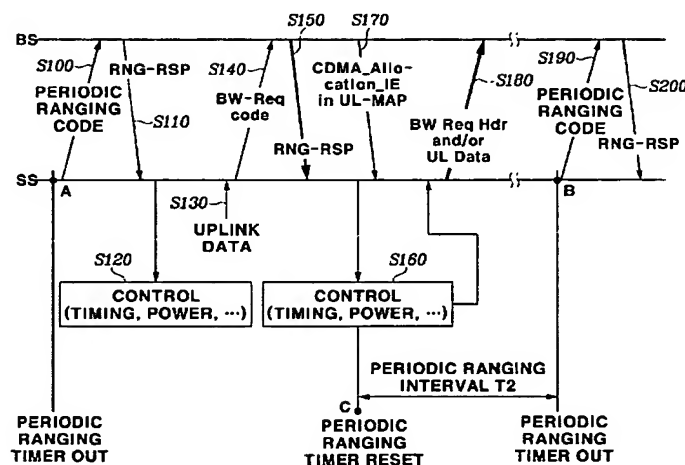 BS
S100
PERIODIC
RANGING
CODE
RNG-RSP
S110
S140
BW-Req
code
S150
RNG-RSP
S170
CDMA_Allo-
cation_IE
in UL-MAP
S180
BW Req Hdr
and/or
UL Data
S190
PERIODIC
RANGING
CODE
S200
RNG-RSP
SS
A
S130
UPLINK
DATA
B
S120
CONTROL
(TIMING, POWER, ···)
S160
CONTROL
(TIMING, POWER, ···)
PERIODIC RANGING
INTERVAL T2
C
PERIODIC
RANGING
TIMER OUT
PERIODIC
RANGING
TIMER RESET
PERIODIC
RANGING
TIMER OUT